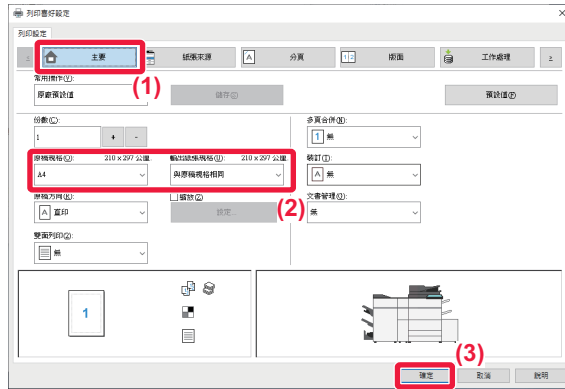 列印喜好設定
列印設定
主要
紙張來源
A
分頁
1 2
版面
工作處理
(1)
常用操作(V):
原廠預設值
儲存(J)
預設值(F)
份數(C):
1
+
-
多頁合併(N):
1 無
原稿規格(O): 210 x 297 公厘.
輸出紙張規格(U): 210 x 297 公厘.
裝訂(T):
A4
與原稿規格相同
A 無
(2)
原稿方向(E):
縮放(Z)
文書管理(Q):
A 直印
設定...
無
雙面列印(2):
無
1
(3)
確定
取消
說明